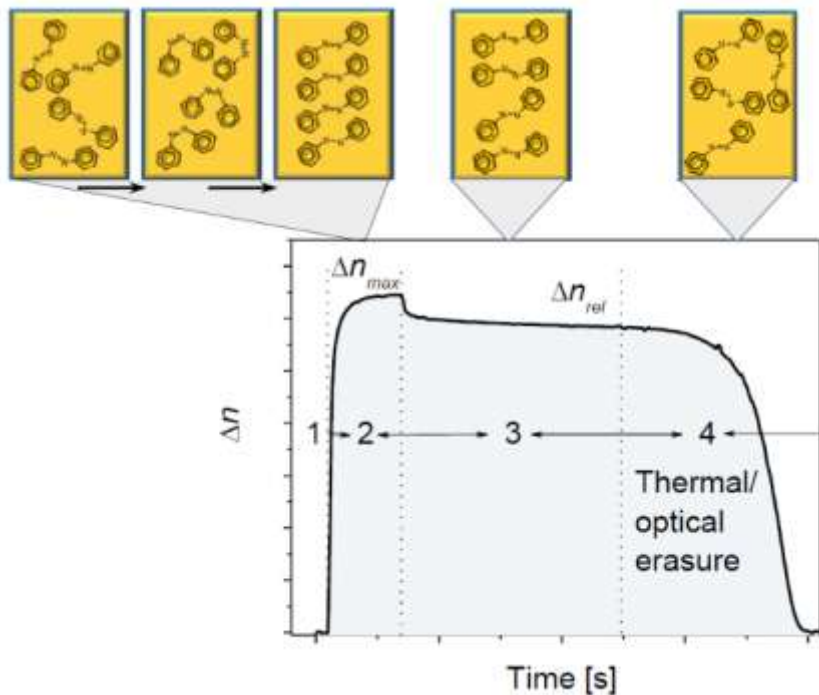 Δn_max
Δn_rel
Δn
1 2 3 4
Thermal/
optical
erasure
Time [s]